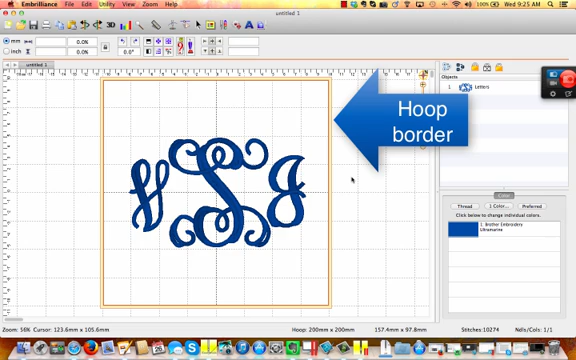 Embrilliance File Edit Utility View Zoom Help
100% Wed 9:25 AM
untitled 1
3D
mm 0.0%
inch 0.0% 0.0°
untitled 1
Objects
1 Letters
Hoop
border
Color
Thread 1 Color... Preferred
Click below to change individual colors.
1. Brother Embroidery
Ultramarine
Zoom: 56% Cursor: 123.6mm x 105.6mm Hoop: 200mm x 200mm 157.4mm x 97.8mm Stitches:10274 Ndls/Cols: 1/1